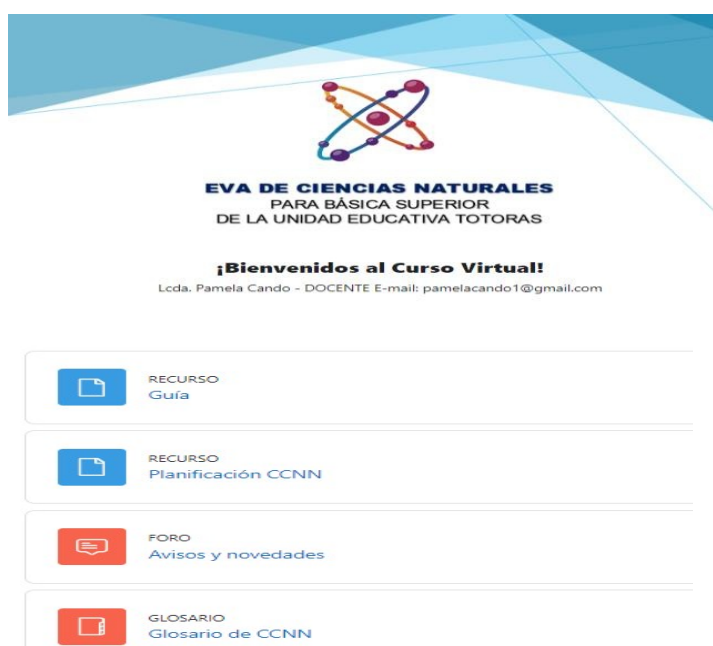 EVA DE CIENCIAS NATURALES
PARA BÁSICA SUPERIOR
DE LA UNIDAD EDUCATIVA TOTORAS
¡Bienvenidos al Curso Virtual!
Lcda. Pamela Cando - DOCENTE E-mail: pamelacando1@gmail.com
RECURSO
Guía
RECURSO
Planificación CCNN
FORO
Avisos y novedades
GLOSARIO
Glosario de CCNN